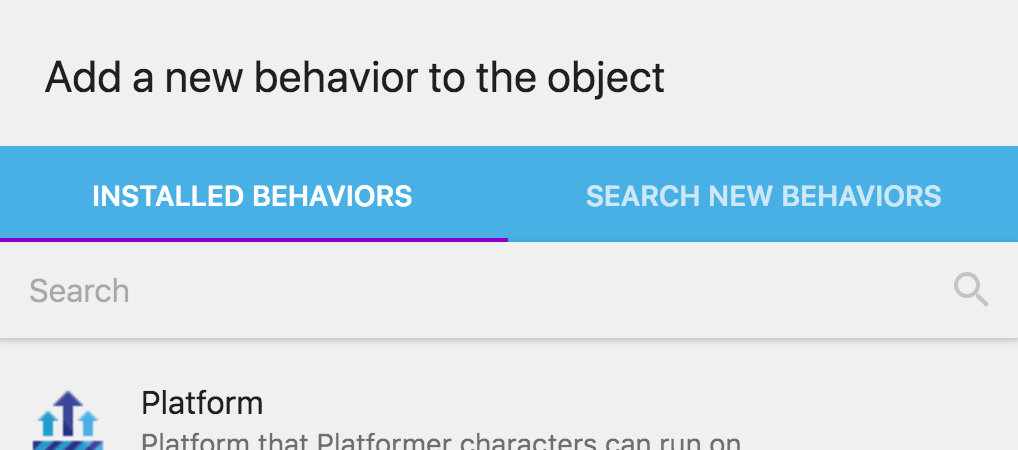 Add a new behavior to the object
INSTALLED BEHAVIORS SEARCH NEW BEHAVIORS
Search
Platform
Platform that Platformer characters can run on